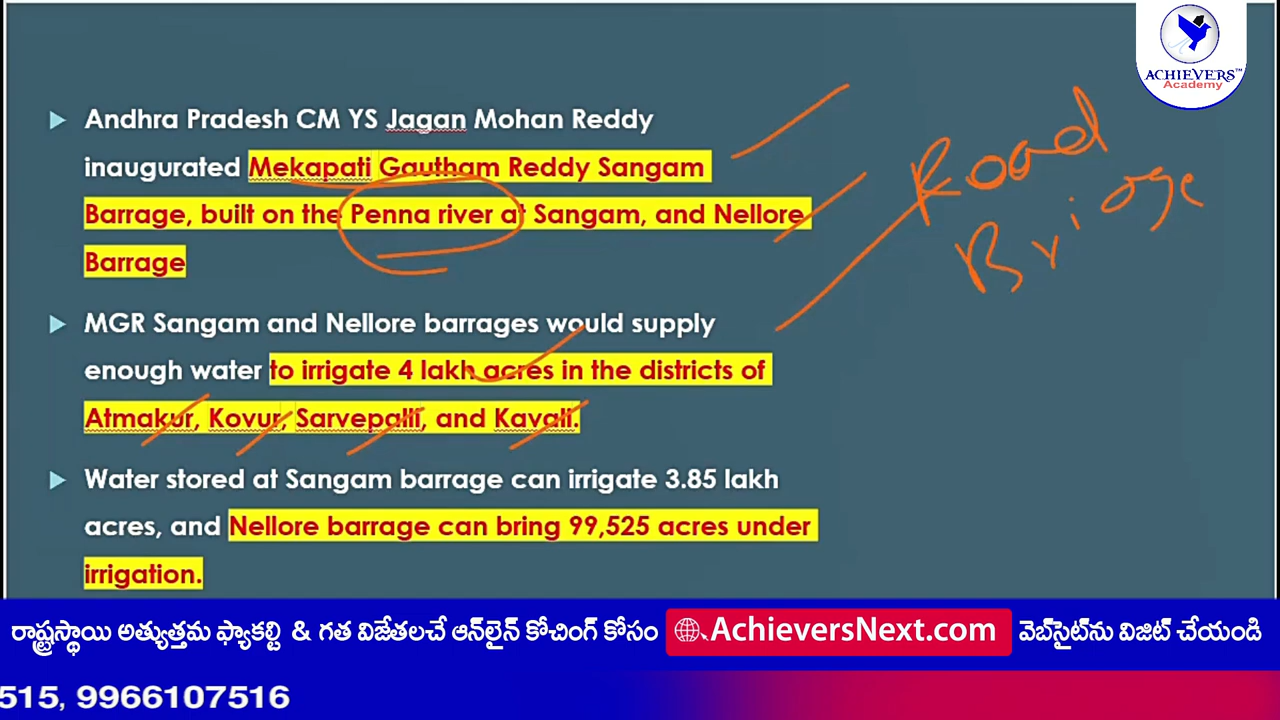 ACHIEVERS™
Academy
Andhra Pradesh CM YS Jagan Mohan Reddy
inaugurated Mekapati Gautham Reddy Sangam
Barrage, built on the Penna river at Sangam, and Nellore
Barrage
Road
Bridge
MGR Sangam and Nellore barrages would supply
enough water to irrigate 4 lakh acres in the districts of
Atmakur, Kovur, Sarvepalli, and Kavali.
Water stored at Sangam barrage can irrigate 3.85 lakh
acres, and Nellore barrage can bring 99,525 acres under
irrigation.
రాష్ట్రస్థాయి అత్యుత్తమ ఫ్యాకల్టి & గత విజేతలచే ఆన్‌లైన్ కోచింగ్ కోసం AchieversNext.com వెబ్‌సైట్‌ను విజిట్ చేయండి
515, 9966107516